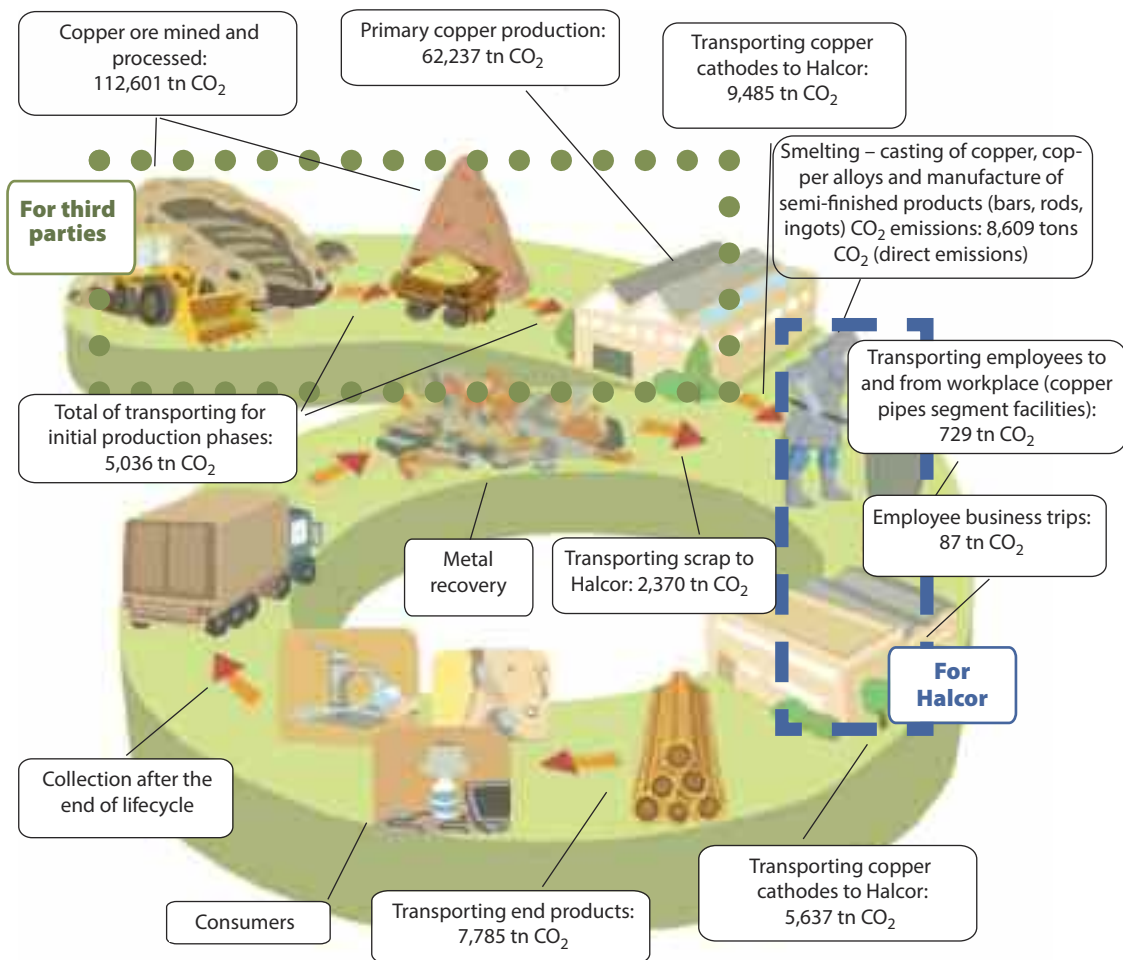 Copper ore mined and
processed:
112,601 tn CO₂
Primary copper production:
62,237 tn CO₂
Transporting copper
cathodes to Halcor:
9,485 tn CO₂
Smelting – casting of copper, cop-
per alloys and manufacture of
semi-finished products (bars, rods,
ingots) CO₂ emissions: 8,609 tons
CO₂ (direct emissions)
For third
parties
Transporting employees to
and from workplace (copper
pipes segment facilities):
729 tn CO₂
Total of transporting for
initial production phases:
5,036 tn CO₂
Employee business trips:
87 tn CO₂
Metal
recovery
Transporting scrap to
Halcor: 2,370 tn CO₂
For
Halcor
Collection after the
end of lifecycle
Transporting copper
cathodes to Halcor:
5,637 tn CO₂
Consumers
Transporting end products:
7,785 tn CO₂